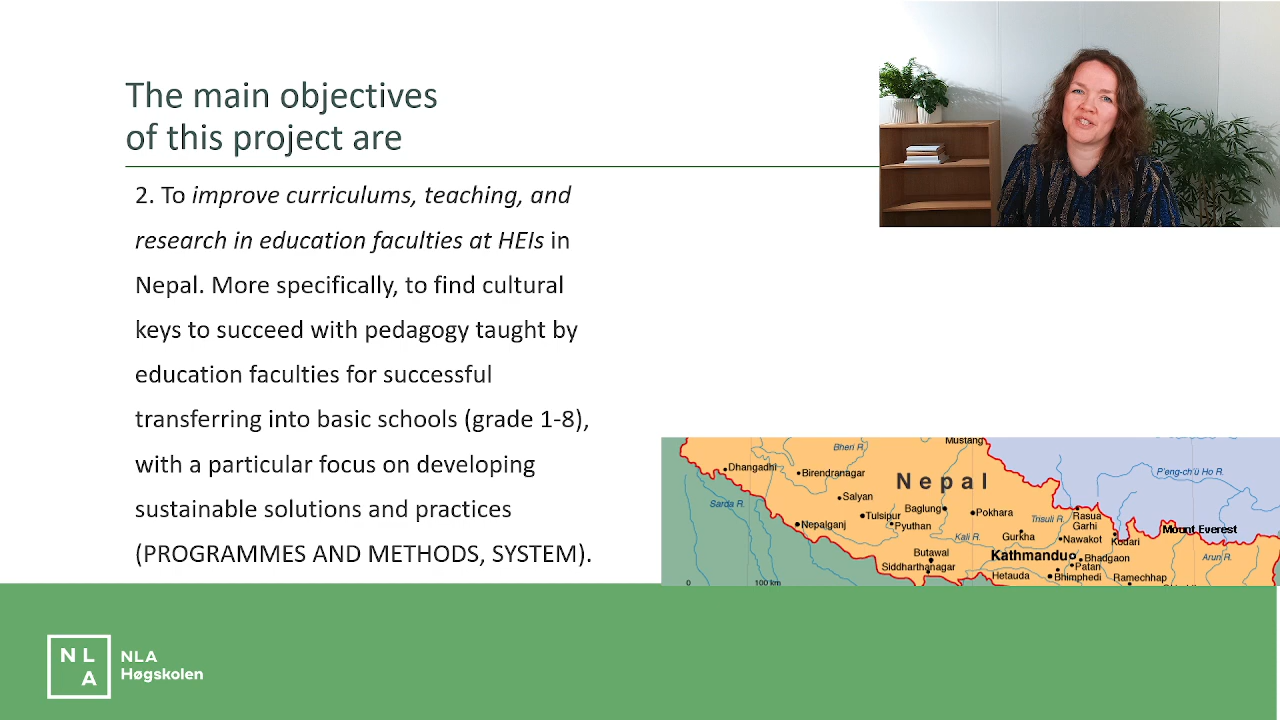 The main objectives
of this project are
2. To improve curriculums, teaching, and
research in education faculties at HEIs in
Nepal. More specifically, to find cultural
keys to succeed with pedagogy taught by
education faculties for successful
transferring into basic schools (grade 1-8),
with a particular focus on developing
sustainable solutions and practices
(PROGRAMMES AND METHODS, SYSTEM).
Mustang
Bheri R.
Dhangadhi
Birendranagar
Nepal
P'eng-ch'ü Ho R.
Sarda R.
Salyan
Baglung
Pokhara
Tulsipur
Trisuli R.
Rasua
Garhi
Nepalganj
Pyuthan
Mount Everest
Kali R.
Gurkha
Nawakot
Kodari
Butawal
Kathmandu
Bhadgaon
Arun R.
Siddharthanagar
Patan
Hetauda
Bhimphedi
Ramechhap
0
100 km
NL
A
NLA
Høgskolen